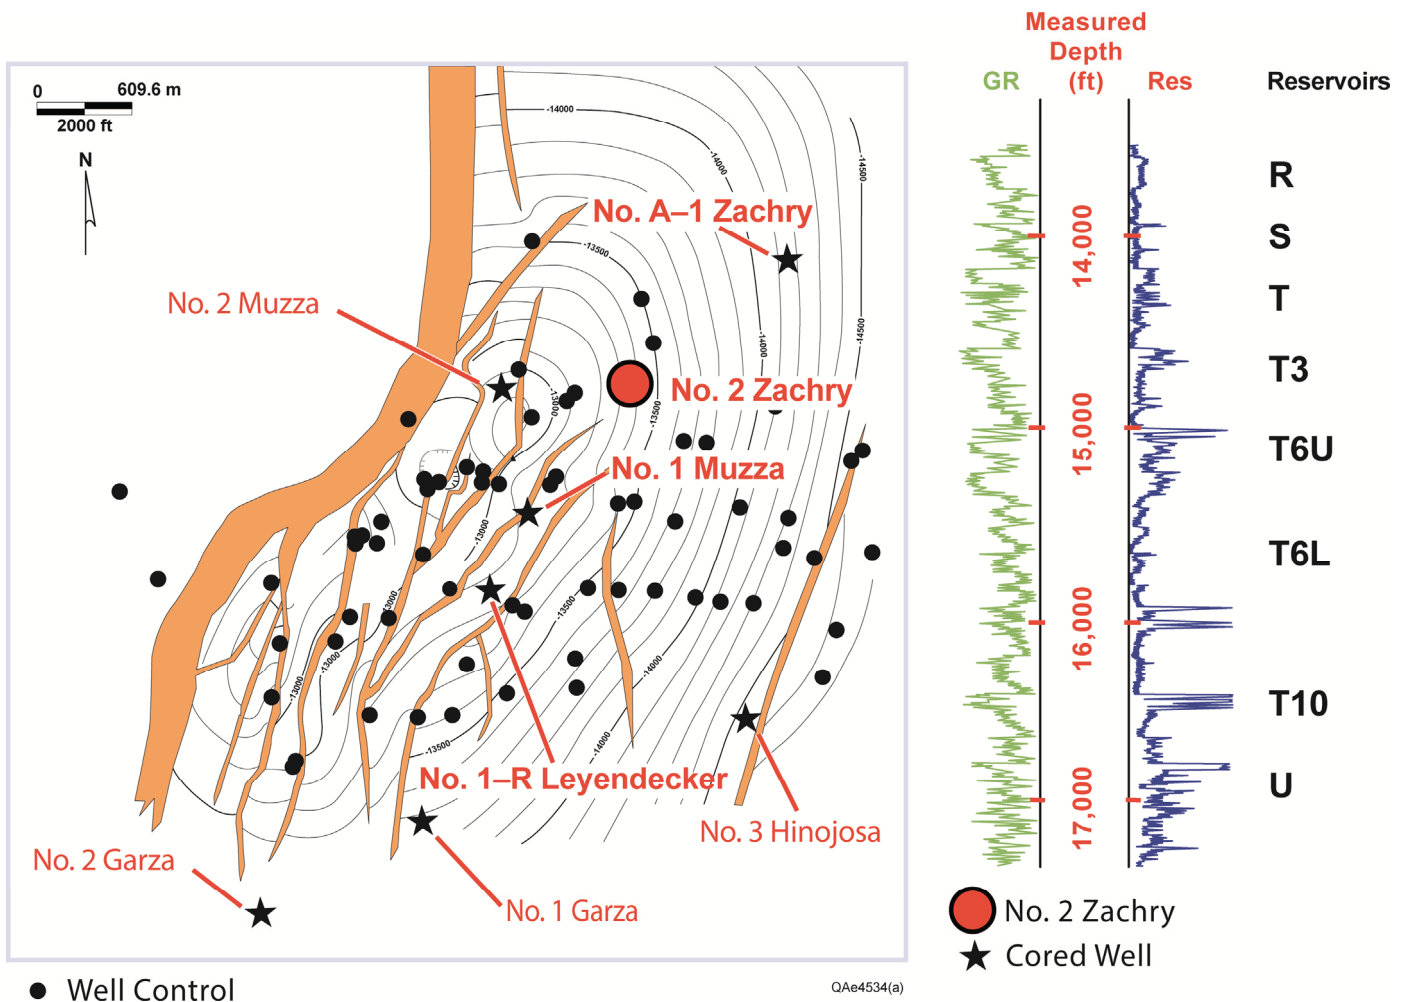 0 609.6 m
2000 ft
N
-14000
-14000
-14500
No. A–1 Zachry
-13500
No. 2 Muzza
-14000
-14500
No. 2 Zachry
-13000
-13500
No. 1 Muzza
-13000
-13000
-13500
-13000
-13000
-14000
-13500
-14000
No. 1–R Leyendecker
No. 3 Hinojosa
No. 2 Garza
No. 1 Garza
Well Control
QAe4534(a)
Measured
Depth
GR (ft) Res Reservoirs
R
14,000 S
T
T3
15,000 T6U
T6L
16,000
T10
17,000 U
No. 2 Zachry
Cored Well